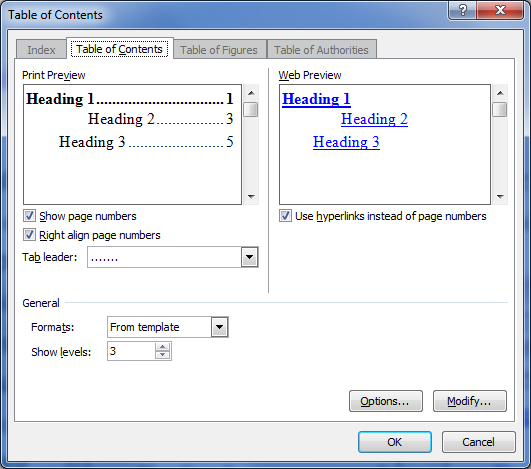 Table of Contents
?
Index Table of Contents Table of Figures Table of Authorities
Print Preview
Heading 1................................1
Heading 2.................3
Heading 3........................5
Show page numbers
Right align page numbers
Tab leader: .......
Web Preview
Heading 1
Heading 2
Heading 3
Use hyperlinks instead of page numbers
General
Formats: From template
Show levels: 3
Options... Modify...
OK Cancel